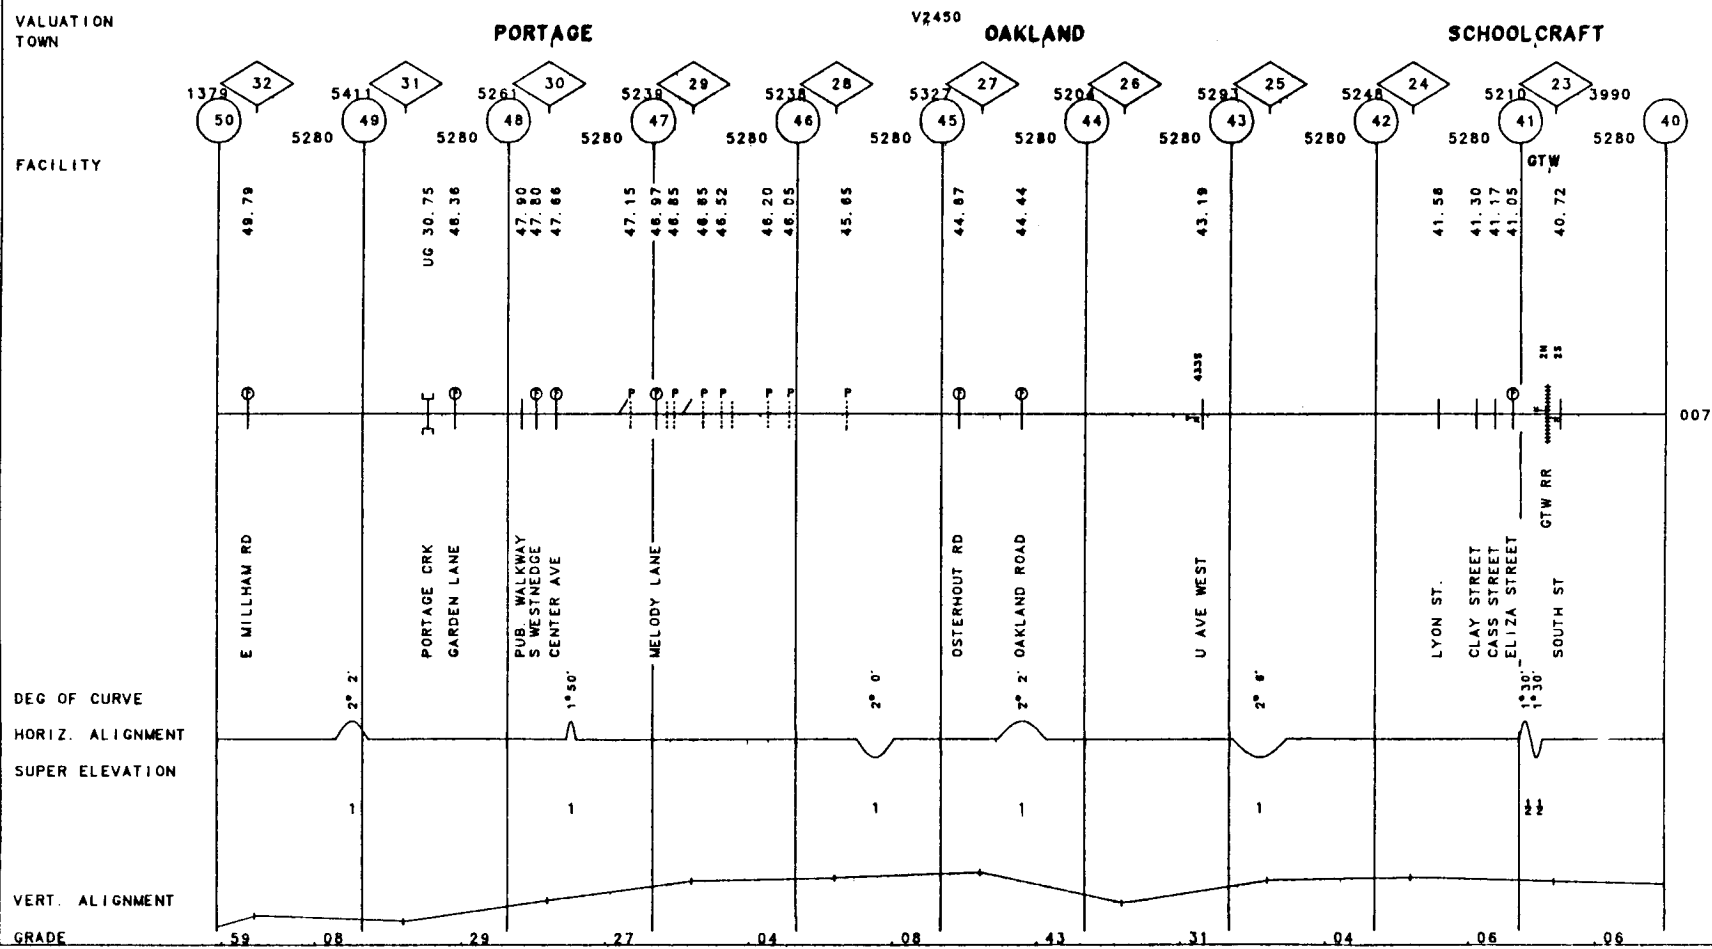 VALUATION V2450
TOWN PORTAGE OAKLAND SCHOOLCRAFT
32 31 30 29 28 27 26 25 24 23
1379 5411 5261 5239 5238 5327 5204 5293 5248 5210 3990
50 49 48 47 46 45 44 43 42 41 40
5280 5280 5280 5280 5280 5280 5280 5280 5280 5280
FACILITY GTW
49.79
UG 30.75
48.36
47.90
47.80
47.66
47.15
46.97
46.85
46.65
46.52
46.20
46.05
45.65
44.87
44.44
43.19
41.58
41.30
41.17
41.05
40.72
433S
2N
2S
P P P P P P P P P P P P P P P
007
E MILLHAM RD
PORTAGE CRK
GARDEN LANE
PUB. WALKWAY
S WESTNEDGE
CENTER AVE
MELODY LANE
OSTERHOUT RD
OAKLAND ROAD
U AVE WEST
LYON ST.
CLAY STREET
CASS STREET
ELIZA STREET
GTW RR
SOUTH ST
DEG OF CURVE 2° 2' 1°50' 2° 0' 2° 2' 2° 6' 1°30' 1°30'
HORIZ. ALIGNMENT
SUPER ELEVATION
1 1 1 1 1 ½ ½
VERT. ALIGNMENT
GRADE .59 .08 .29 .27 .04 .08 .43 .31 .04 .06 .06